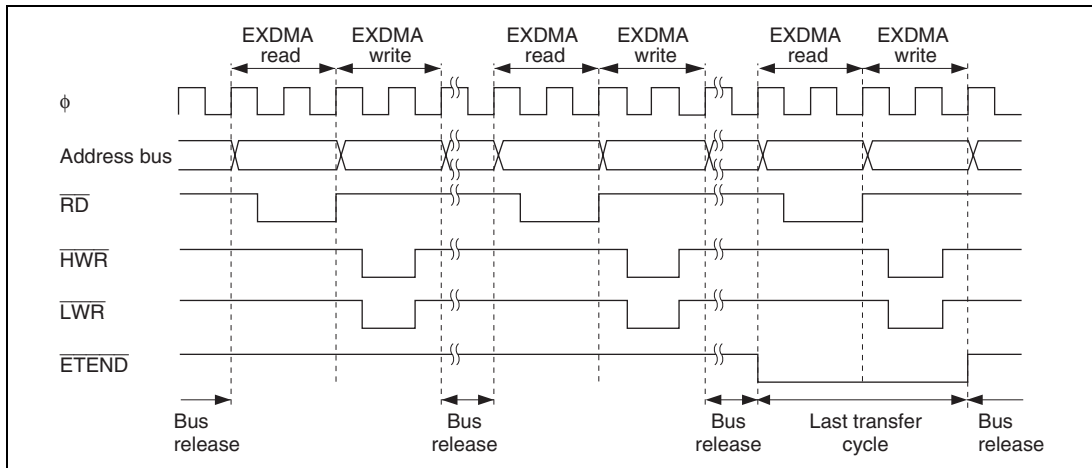 EXDMA read
EXDMA write
EXDMA read
EXDMA write
EXDMA read
EXDMA write
ϕ
Address bus
RD
HWR
LWR
ETEND
Bus release
Bus release
Bus release
Last transfer cycle
Bus release